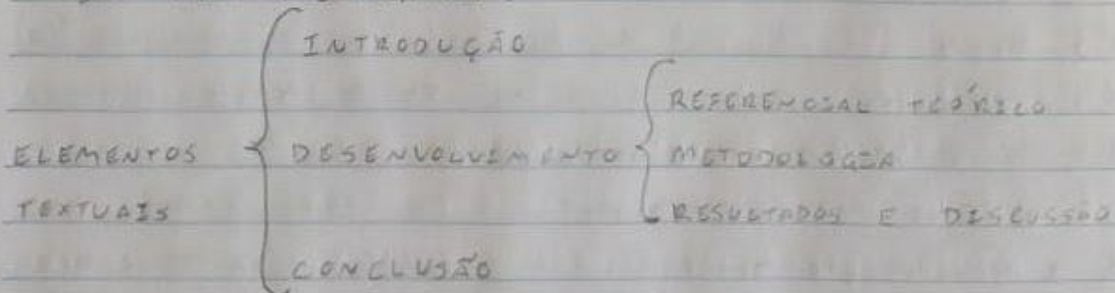 INTRODUÇÃO
REFERENCIAL TEÓRICO
ELEMENTOS DESENVOLVIMENTO METODOLOGIA
TEXTUAIS RESULTADOS E DISCUSSÃO
CONCLUSÃO